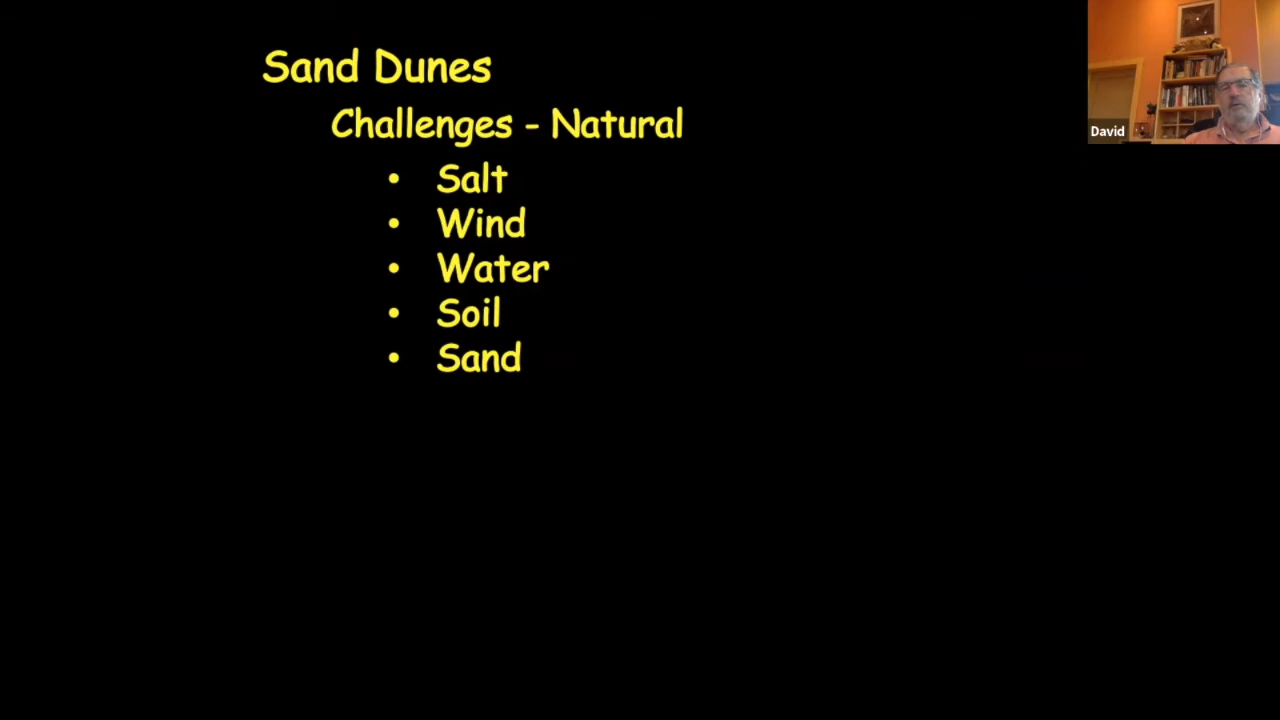 Sand Dunes
Challenges - Natural
• Salt
• Wind
• Water
• Soil
• Sand
David